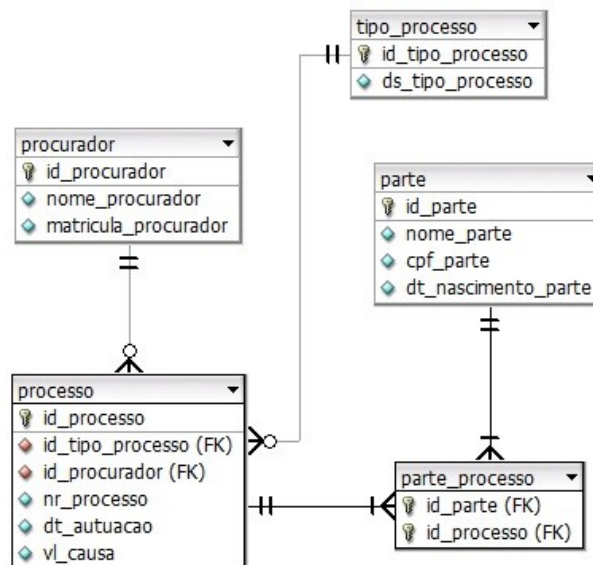 tipo_processo
id_tipo_processo
ds_tipo_processo
procurador
id_procurador
nome_procurador
matricula_procurador
parte
id_parte
nome_parte
cpf_parte
dt_nascimento_parte
processo
id_processo
id_tipo_processo (FK)
id_procurador (FK)
nr_processo
dt_autuacao
vl_causa
parte_processo
id_parte (FK)
id_processo (FK)